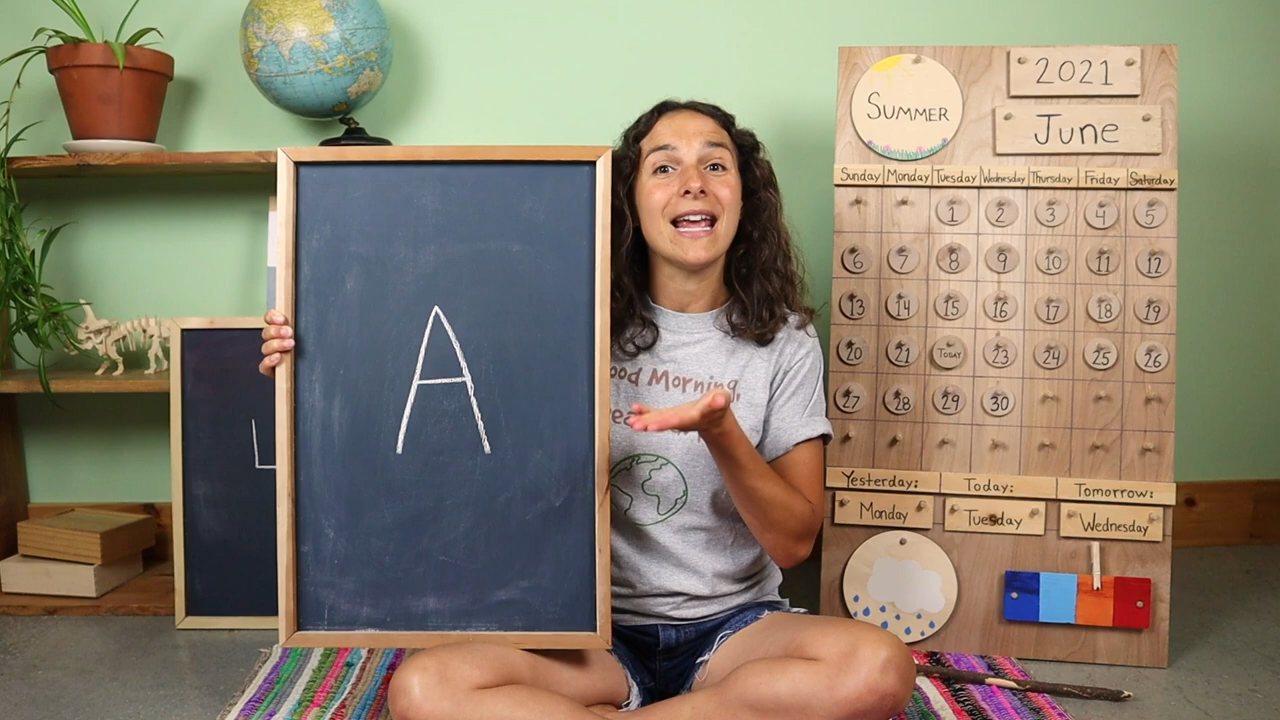 A
L
ood Morning,
SUMMER
2021
June
Sunday Monday Tuesday Wednesday Thursday Friday Saturday
1 2 3 4 5
6 7 8 9 10 11 12
13 14 15 16 17 18 19
20 21 TODAY 23 24 25 26
27 28 29 30
Yesterday: Today: Tomorrow:
Monday Tuesday Wednesday